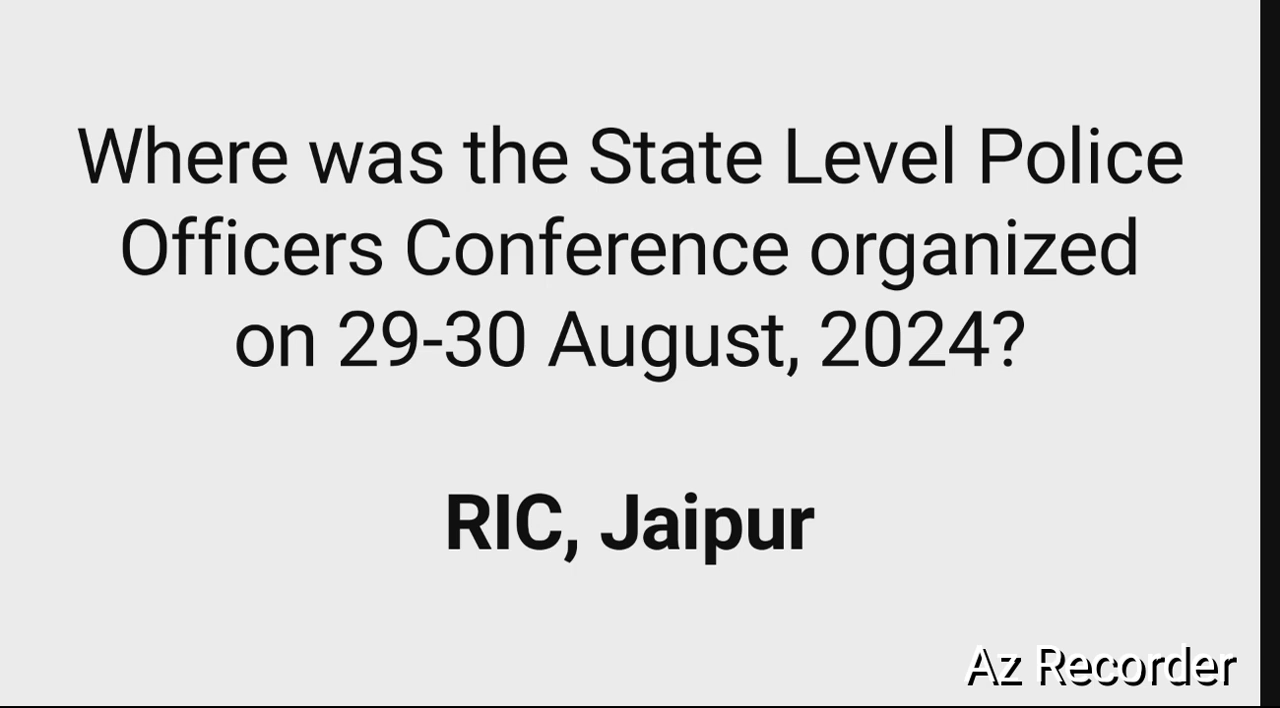 Where was the State Level Police
Officers Conference organized
on 29-30 August, 2024?
RIC, Jaipur
Az Recorder